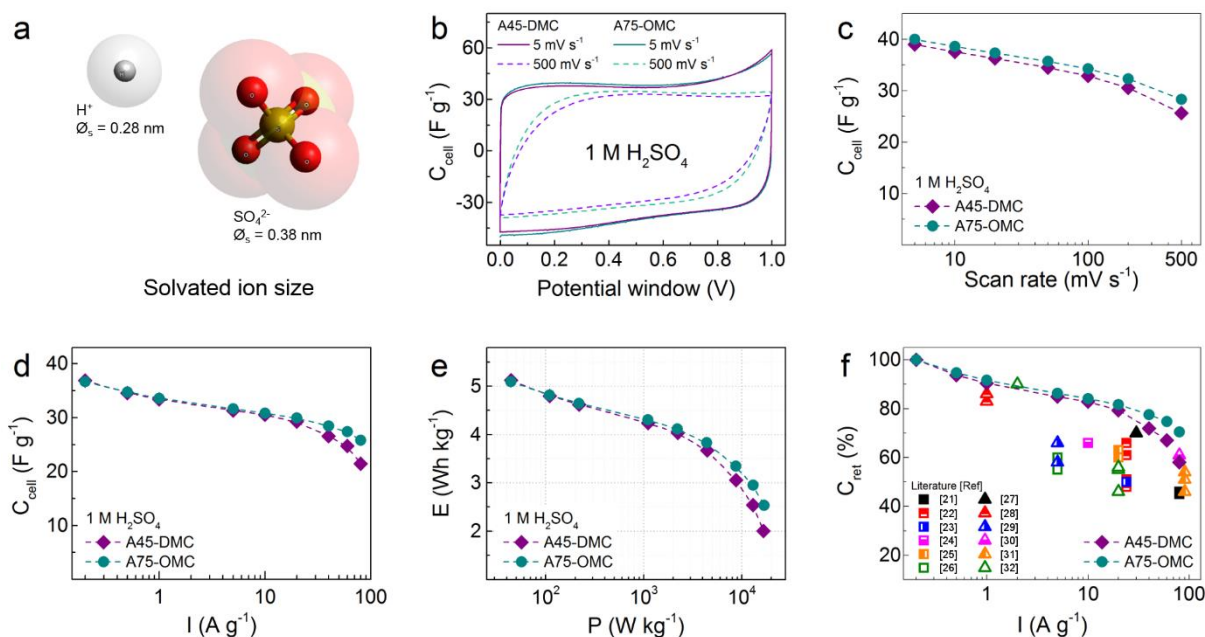 a
H⁺
Øₛ = 0.28 nm
SO₄²⁻
Øₛ = 0.38 nm
Solvated ion size
b
A45-DMC A75-OMC
5 mV s⁻¹ 5 mV s⁻¹
500 mV s⁻¹ 500 mV s⁻¹
1 M H₂SO₄
60
30
0
-30
C_cell (F g⁻¹)
0.0 0.2 0.4 0.6 0.8 1.0
Potential window (V)
c
40
30
20
10
C_cell (F g⁻¹)
1 M H₂SO₄
A45-DMC
A75-OMC
10 100 500
Scan rate (mV s⁻¹)
d
40
30
20
10
C_cell (F g⁻¹)
1 M H₂SO₄
A45-DMC
A75-OMC
1 10 100
I (A g⁻¹)
e
5
4
3
2
E (Wh kg⁻¹)
1 M H₂SO₄
A45-DMC
A75-OMC
10² 10³ 10⁴
P (W kg⁻¹)
f
100
80
60
40
20
C_ret (%)
Literature [Ref]
[21] [27]
[22] [28]
[23] [29]
[24] [30]
[25] [31]
[26] [32]
A45-DMC
A75-OMC
1 10 100
I (A g⁻¹)